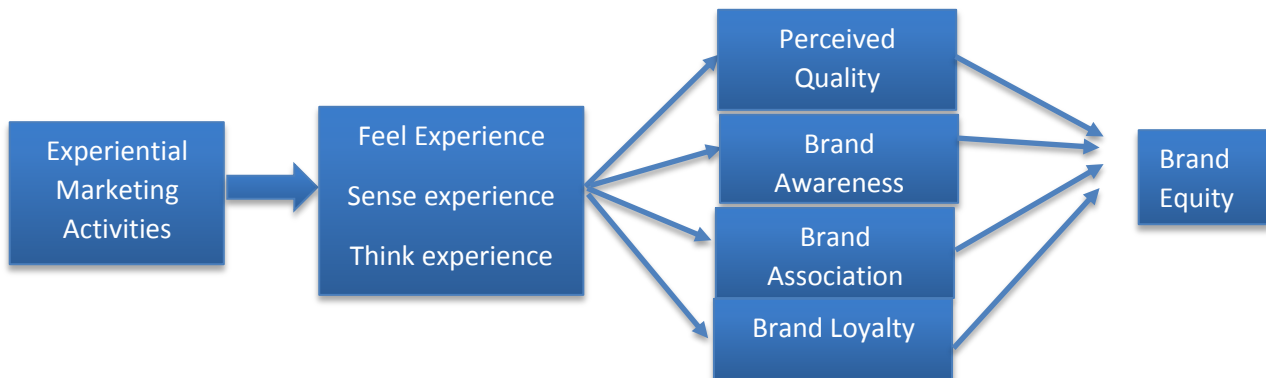 Experiential
Marketing
Activities
Feel Experience
Sense experience
Think experience
Perceived
Quality
Brand
Awareness
Brand
Association
Brand Loyalty
Brand
Equity